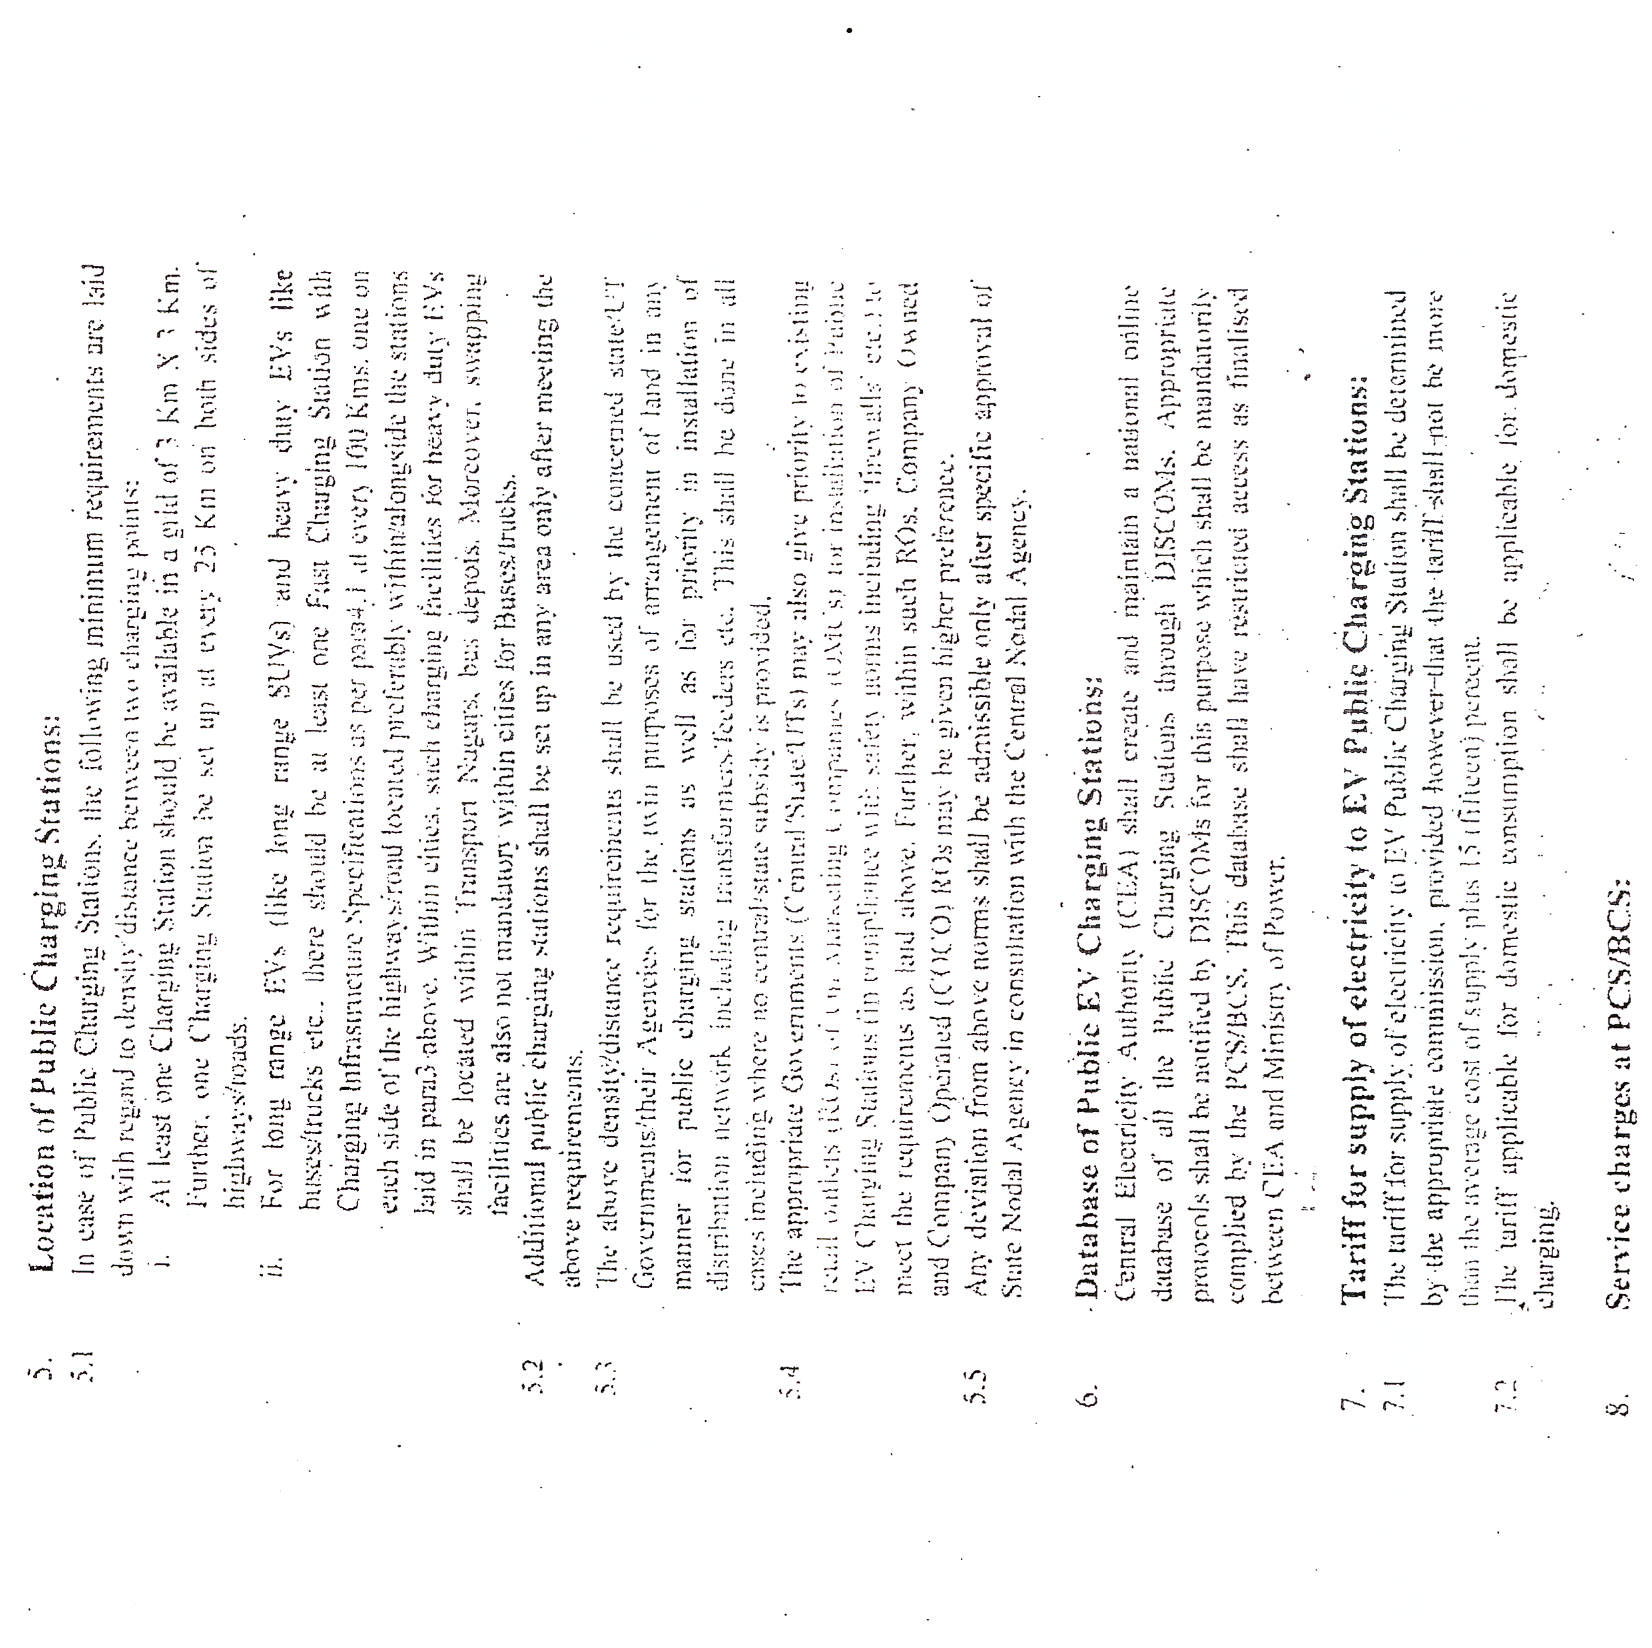 5. Location of Public Charging Stations:
5.1 In case of Public Charging Stations, the following minimum requirements are laid
down with regard to density/distance between two charging points:
i. At least one Charging Station should be available in a grid of 3 Km X 3 Km.
Further, one Charging Station be set up at every 25 Km on both sides of
highways/roads.
ii. For long range EVs (like long range SUVs) and heavy duty EVs like
buses/trucks etc., there should be at least one Fast Charging Station with
Charging Infrastructure Specifications as per para4.1 at every 100 Kms, one on
each side of the highways/road located preferably within/alongside the stations
laid in para3 above. Within cities, such charging facilities for heavy duty EVs
shall be located within Transport Nagars, bus depots. Moreover, swapping
facilities are also not mandatory within cities for Buses/trucks.
5.2 Additional public charging stations shall be set up in any area only after meeting the
above requirements.
5.3 The above density/distance requirements shall be used by the concerned state/UT
Governments/their Agencies for the twin purposes of arrangement of land in any
manner for public charging stations as well as for priority in installation of
distribution network including transformers/feeders etc. This shall be done in all
cases including where no central/state subsidy is provided.
5.4 The appropriate Governments (Central/State/UTs) may also give priority to existing
retail outlets (ROs) of Oil Marketing Companies (OMCs) for installation of Public
EV Charging Stations (in compliance with safety norms including 'firewalls' etc.) to
meet the requirements as laid above. Further, within such ROs, Company Owned
and Company Operated (COCO) ROs may be given higher preference.
5.5 Any deviation from above norms shall be admissible only after specific approval of
State Nodal Agency in consultation with the Central Nodal Agency.
6. Database of Public EV Charging Stations:
Central Electricity Authority (CEA) shall create and maintain a national online
database of all the Public Charging Stations through DISCOMs. Appropriate
protocols shall be notified by DISCOMs for this purpose which shall be mandatorily
complied by the PCS/BCS. This database shall have restricted access as finalised
between CEA and Ministry of Power.
7. Tariff for supply of electricity to EV Public Charging Stations:
7.1 The tariff for supply of electricity to EV Public Charging Station shall be determined
by the appropriate commission, provided however that the tariff shall not be more
than the average cost of supply plus 15 (fifteen) percent.
7.2 The tariff applicable for domestic consumption shall be applicable for domestic
charging.
8. Service charges at PCS/BCS: